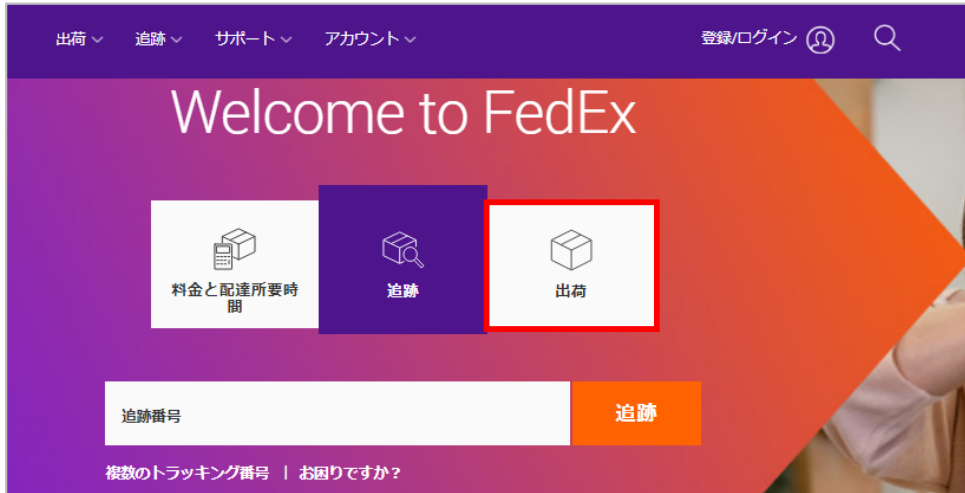 出荷 追跡 サポート アカウント 登録/ログイン
Welcome to FedEx
料金と配達所要時
間
追跡
出荷
追跡番号 追跡
複数のトラッキング番号 | お困りですか？